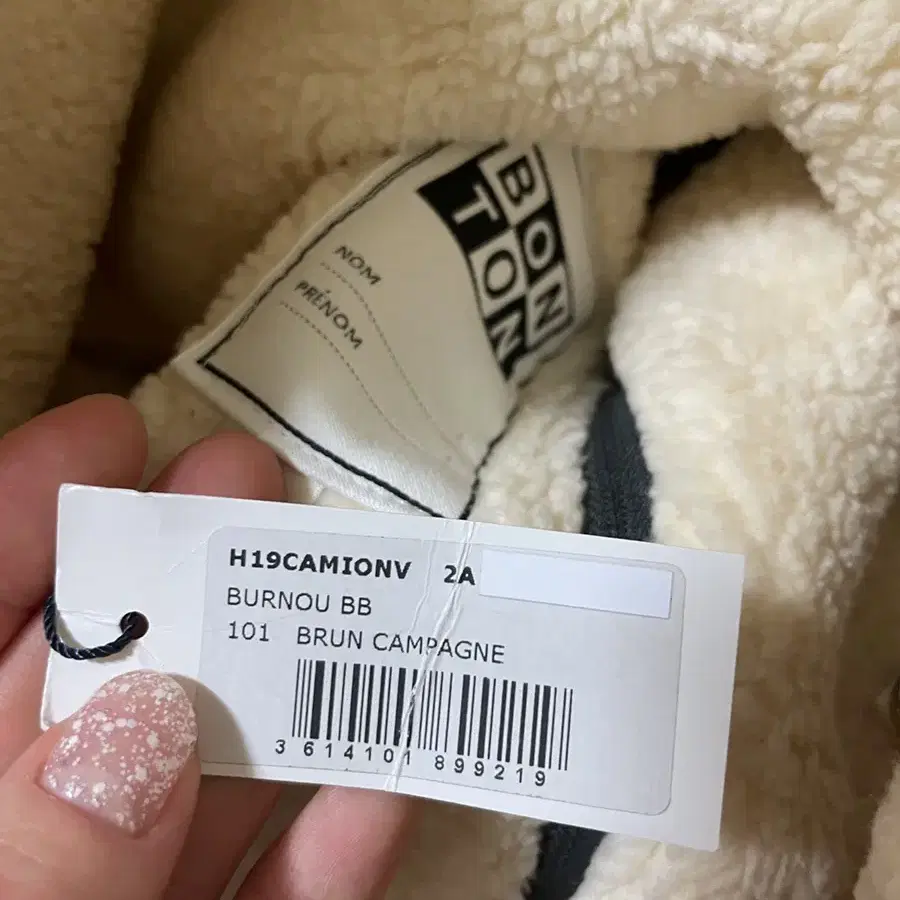 BON
TON
NOM
PRÉNOM
H19CAMIONV 2A
BURNOU BB
101 BRUN CAMPAGNE
3 614101 899219